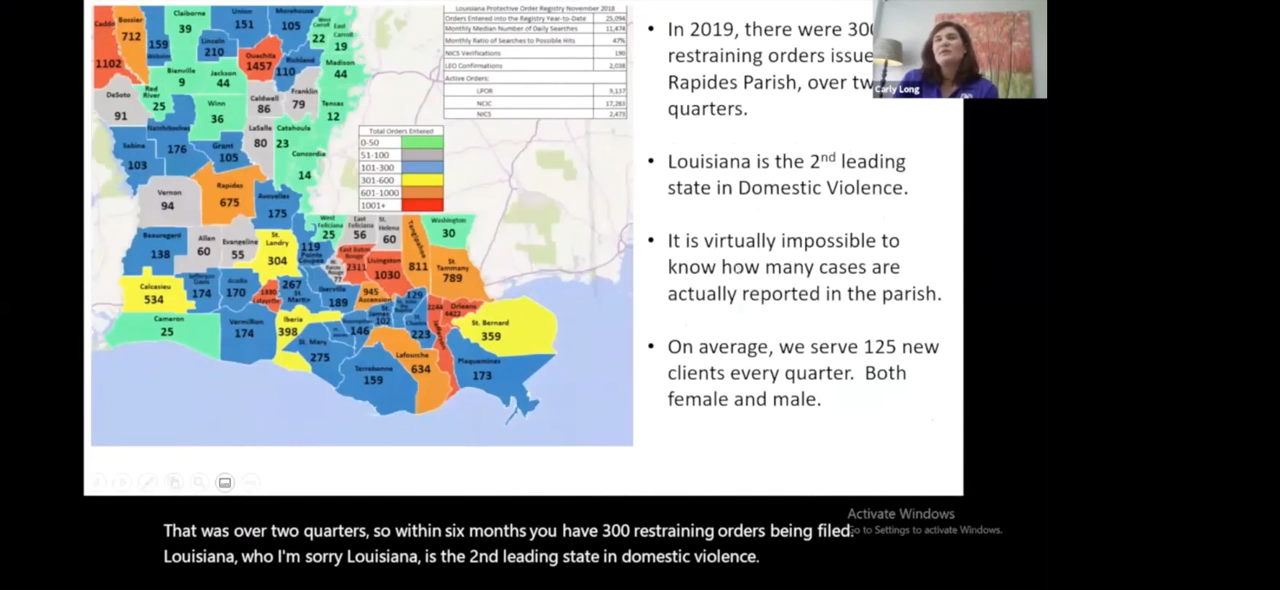 Louisiana Protective Order Registry November 2018
Orders Entered into the Registry Year-to-Date 25,094
Monthly Median Number of Daily Searches 11,474
Monthly Ratio of Searches to Possible Hits 47%
NICS Verifications 190
LEO Confirmations 2,038
Active Orders:
LPOR 9,137
NCIC 17,263
NICS 2,473
Total Orders Entered
0-50
51-100
101-300
301-600
601-1000
1001+
Caddo
1102
Bossier
712
159
Claiborne
39
Union
151
Morehouse
105
West Carroll
22
East Carroll
19
Lincoln
210
Ouachita
1457
Richland
110
Madison
44
Bienville
9
Jackson
44
DeSoto
91
Red River
25
Winn
36
Caldwell
86
Franklin
79
Tensas
12
Natchitoches
176
Sabina
103
Grant
105
LaSalle
80
Catahoula
23
Concordia
14
Vernon
94
Rapides
675
Avoyelles
175
Beauregard
138
Allen
60
Evangeline
55
St. Landry
304
119
Pointe Coupee
West Feliciana
25
East Feliciana
56
St. Helena
60
Tangipahoa
811
Washington
30
St. Tammany
789
East Baton Rouge
2311
Livingston
1030
Calcasieu
534
Jefferson Davis
174
Acadia
170
Lafayette
267
St. Martin
Iberville
189
945
Ascension
129
St. James
102
St. Charles
223
Orleans
St. Bernard
359
Cameron
25
Vermilion
174
Iberia
398
146
St. Mary
275
Terrebonne
159
Lafourche
634
Jefferson
Plaquemines
173
• In 2019, there were 30
restraining orders issue
Rapides Parish, over tw
quarters.
• Louisiana is the 2nd leading
state in Domestic Violence.
• It is virtually impossible to
know how many cases are
actually reported in the parish.
• On average, we serve 125 new
clients every quarter. Both
female and male.
Carly Long
Activate Windows
Go to Settings to activate Windows.
That was over two quarters, so within six months you have 300 restraining orders being filed.
Louisiana, who I'm sorry Louisiana, is the 2nd leading state in domestic violence.